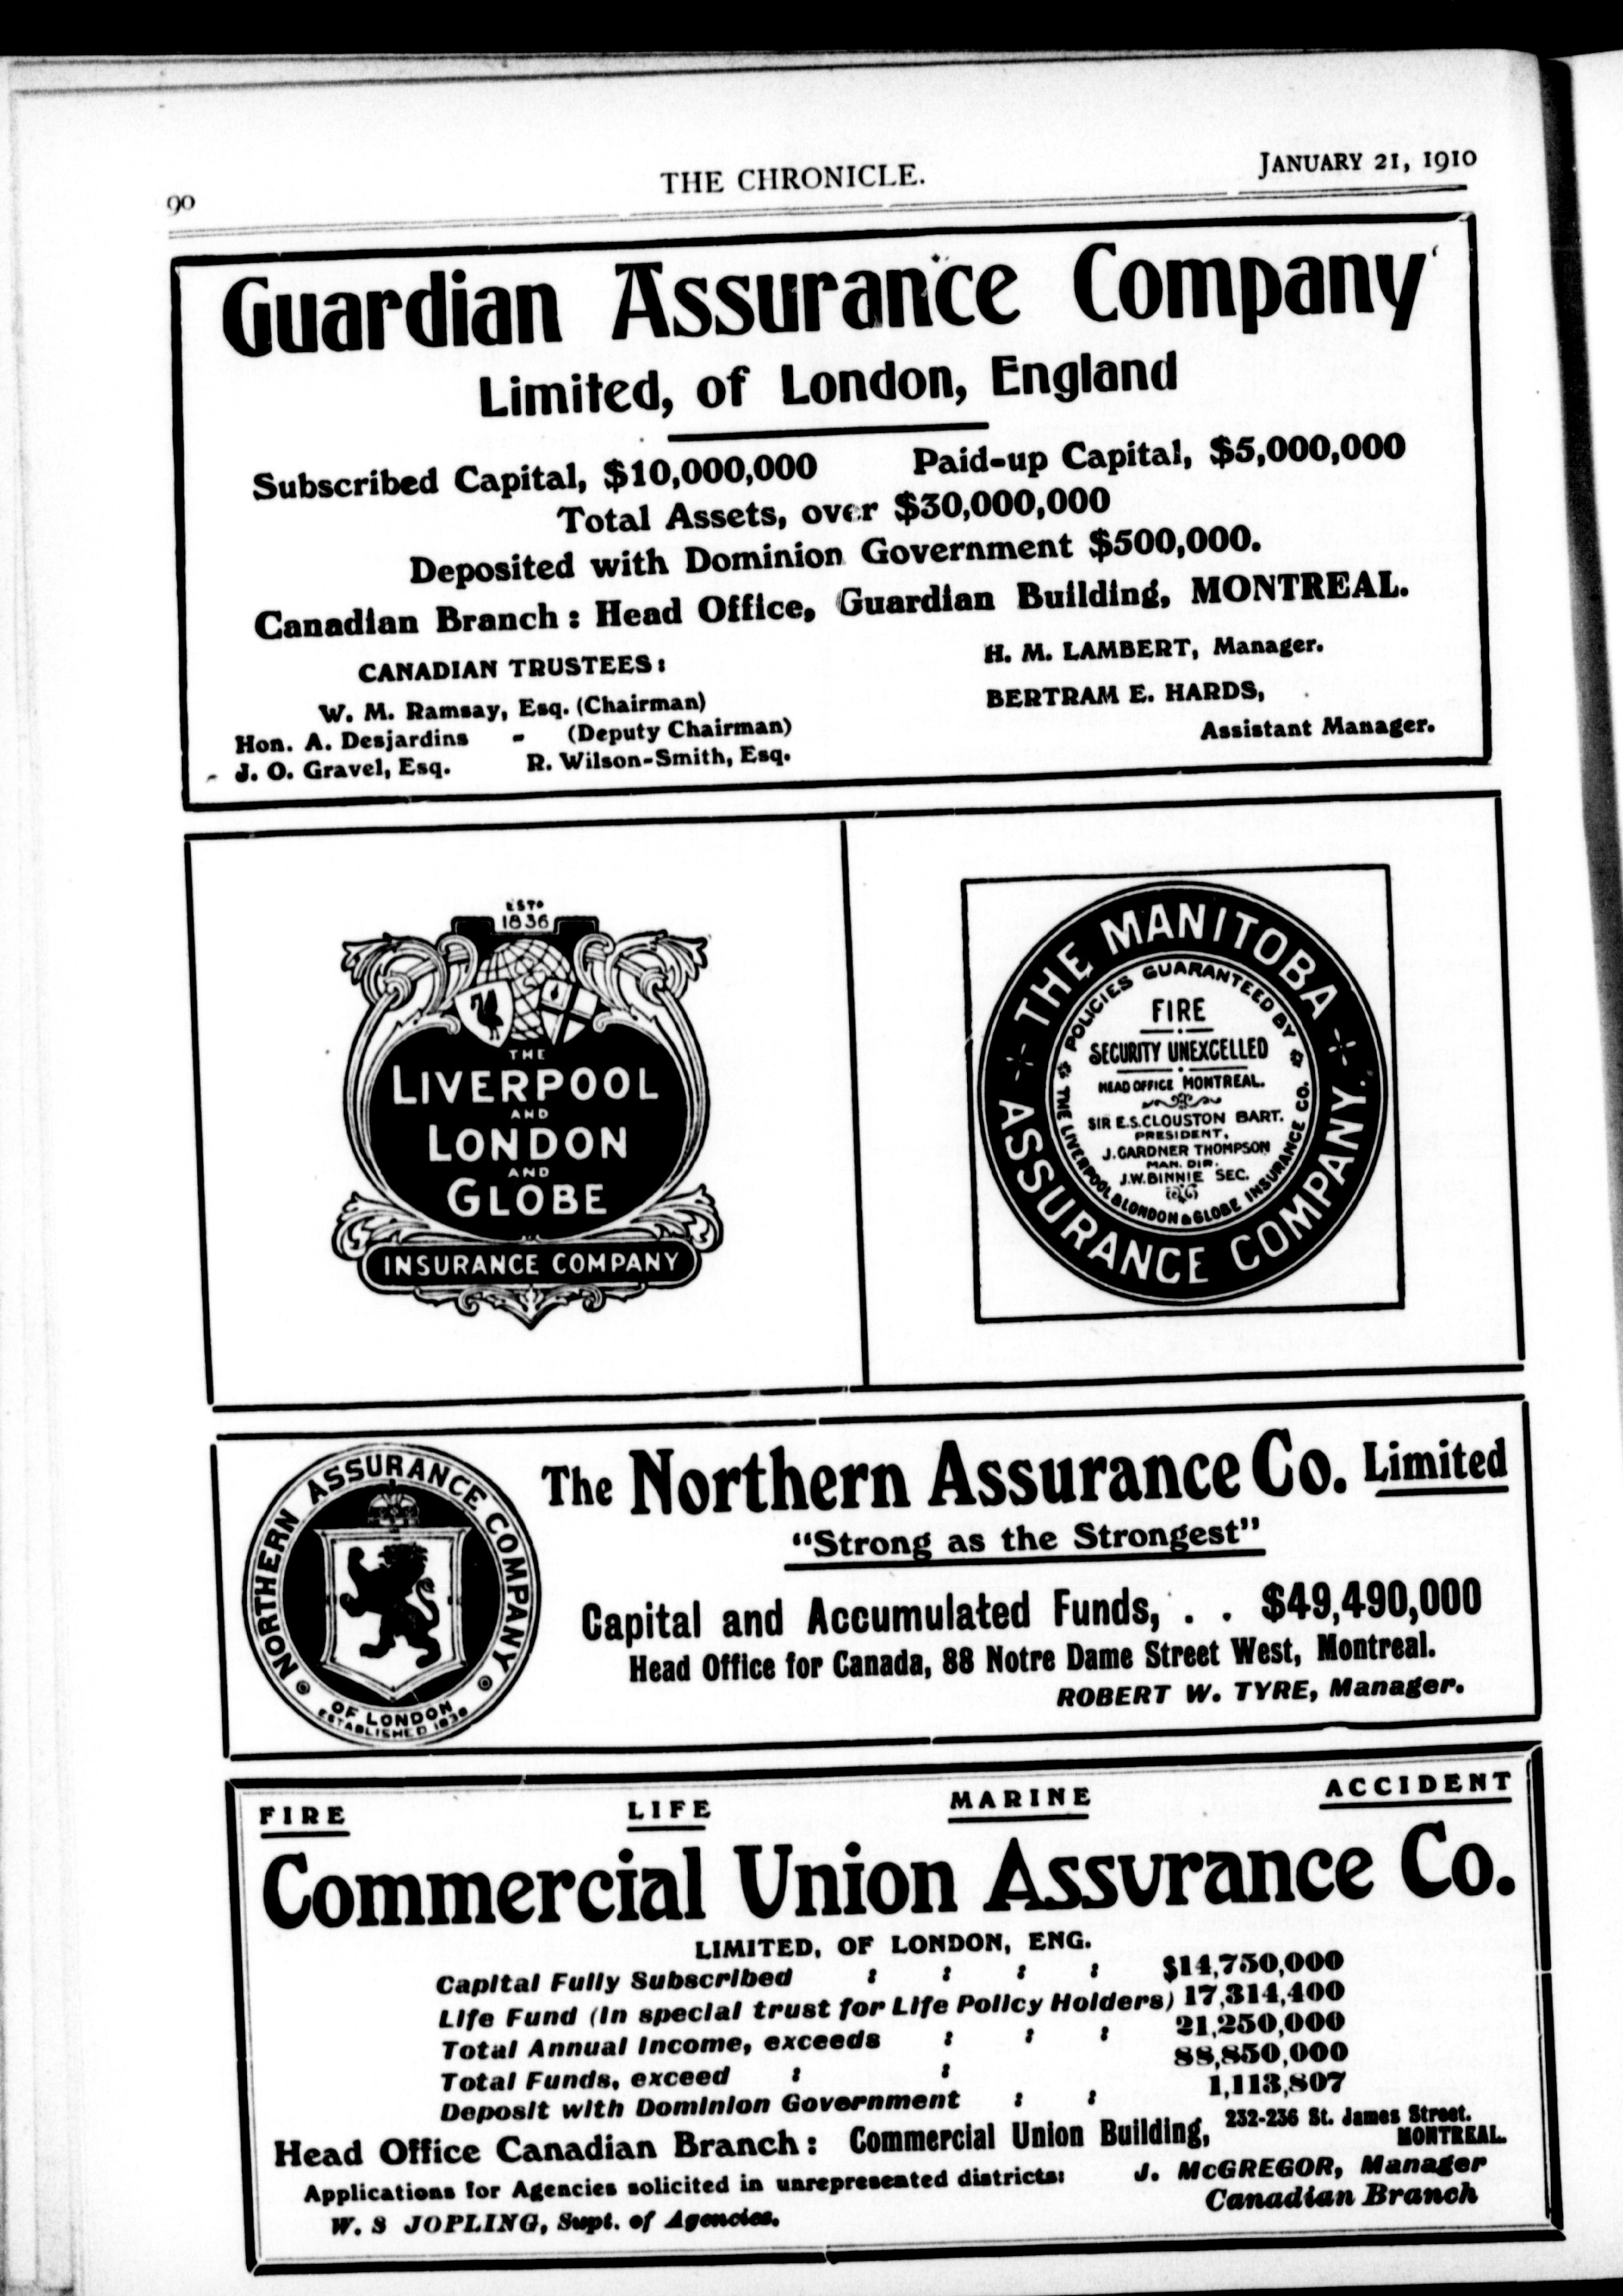 90
THE CHRONICLE.
JANUARY 21, 1910
Guardian Assurance Company
Limited, of London, England
Subscribed Capital, $10,000,000 Paid-up Capital, $5,000,000
Total Assets, over $30,000,000
Deposited with Dominion Government $500,000.
Canadian Branch : Head Office, Guardian Building, MONTREAL.
CANADIAN TRUSTEES :
W. M. Ramsay, Esq. (Chairman)
Hon. A. Desjardins - (Deputy Chairman)
J. O. Gravel, Esq. R. Wilson-Smith, Esq.
H. M. LAMBERT, Manager.
BERTRAM E. HARDS,
Assistant Manager.
ESTD
1836
THE
LIVERPOOL
AND
LONDON
AND
GLOBE
INSURANCE COMPANY
THE MANITOBA
ASSURANCE COMPANY.
POLICIES GUARANTEED BY
THE LIVERPOOL & LONDON & GLOBE INSURANCE CO.
FIRE
SECURITY UNEXCELLED
HEAD OFFICE MONTREAL.
SIR E.S.CLOUSTON BART.
PRESIDENT,
J.GARDNER THOMPSON
MAN. DIR.
J.W.BINNIE SEC.
NORTHERN ASSURANCE COMPANY
OF LONDON
ESTABLISHED 1836
The Northern Assurance Co. Limited
"Strong as the Strongest"
Capital and Accumulated Funds, . . $49,490,000
Head Office for Canada, 88 Notre Dame Street West, Montreal.
ROBERT W. TYRE, Manager.
FIRE LIFE MARINE ACCIDENT
Commercial Union Assurance Co.
LIMITED, OF LONDON, ENG.
Capital Fully Subscribed : : : : $14,750,000
Life Fund (In special trust for Life Policy Holders) 17,314,400
Total Annual Income, exceeds : : : 21,250,000
Total Funds, exceed : : 88,850,000
Deposit with Dominion Government : : 1,113,807
Head Office Canadian Branch : Commercial Union Building, 232-236 St. James Street.
MONTREAL.
Applications for Agencies solicited in unrepresented districts:
W. S JOPLING, Supt. of Agencies.
J. McGREGOR, Manager
Canadian Branch